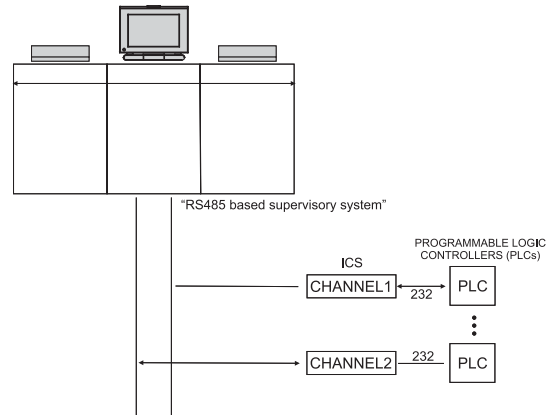 "RS485 based supervisory system"
PROGRAMMABLE LOGIC
CONTROLLERS (PLCs)
ICS
CHANNEL1
232
PLC
CHANNEL2
232
PLC